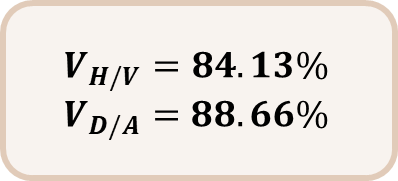 V_{H/V} = 84.13%
V_{D/A} = 88.66%